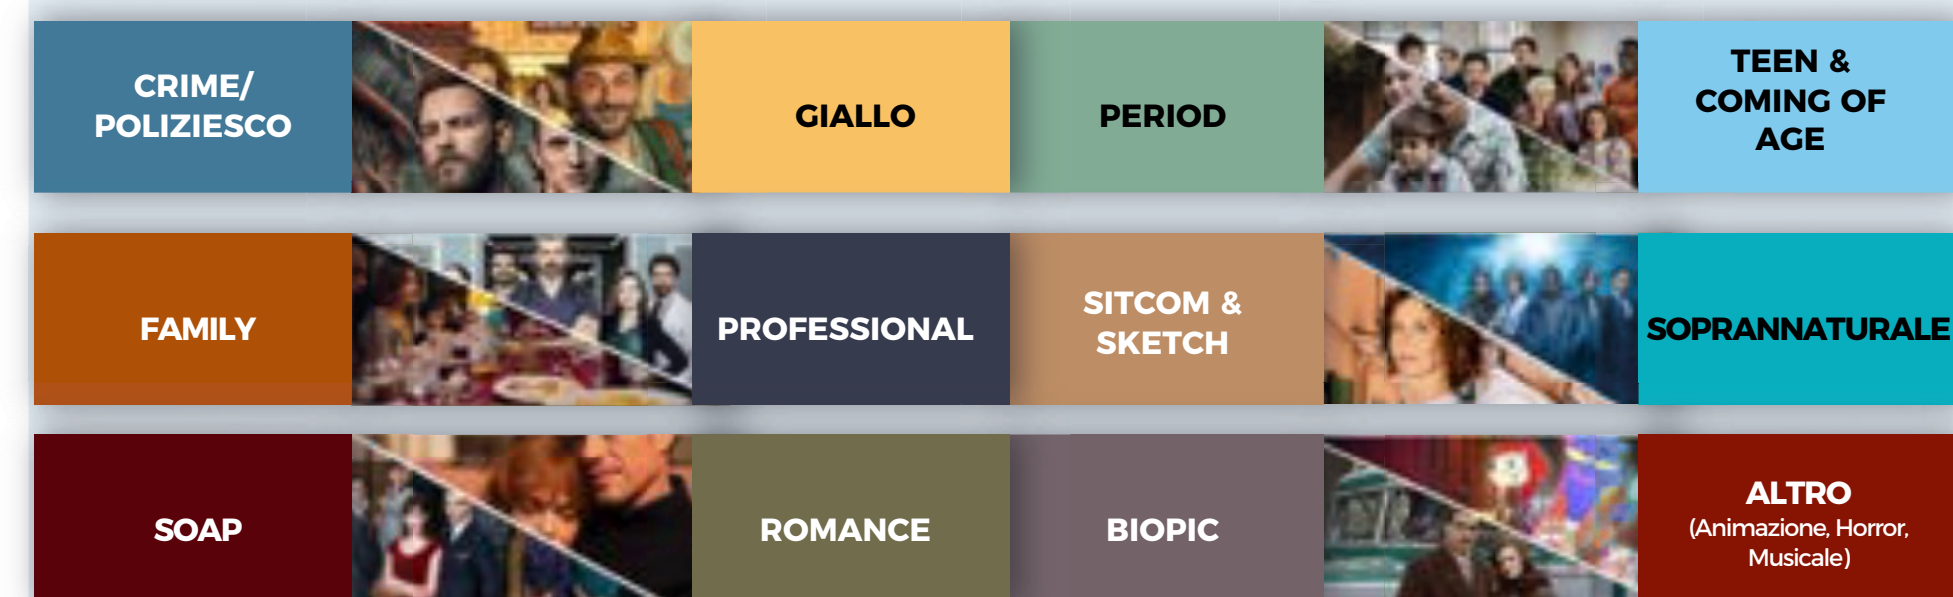 CRIME/
POLIZIESCO
GIALLO
PERIOD
TEEN &
COMING OF
AGE
FAMILY
PROFESSIONAL
SITCOM &
SKETCH
SOPRANNATURALE
SOAP
ROMANCE
BIOPIC
ALTRO
(Animazione, Horror,
Musicale)